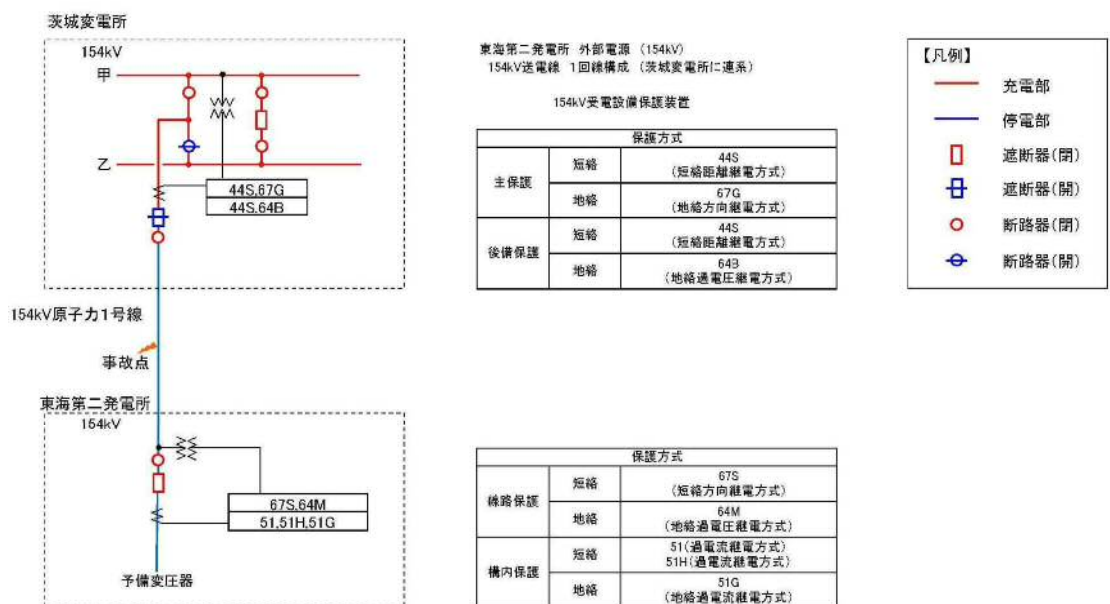 茨城変電所
154kV
甲
乙
44S,67G
44S,64B
154kV原子力1号線
事故点
東海第二発電所
154kV
67S,64M
51,51H,51G
予備変圧器
東海第二発電所 外部電源 (154kV)
154kV送電線 1回線構成 (茨城変電所に連系)
154kV受電設備保護装置
保護方式
主保護
短絡
44S
(短絡距離継電方式)
地絡
67G
(地絡方向継電方式)
後備保護
短絡
44S
(短絡距離継電方式)
地絡
64B
(地絡過電圧継電方式)
保護方式
線路保護
短絡
67S
(短絡方向継電方式)
地絡
64M
(地絡過電圧継電方式)
構内保護
短絡
51(過電流継電方式)
51H(過電流継電方式)
地絡
51G
(地絡過電流継電方式)
【凡例】
充電部
停電部
遮断器(閉)
遮断器(開)
断路器(閉)
断路器(開)